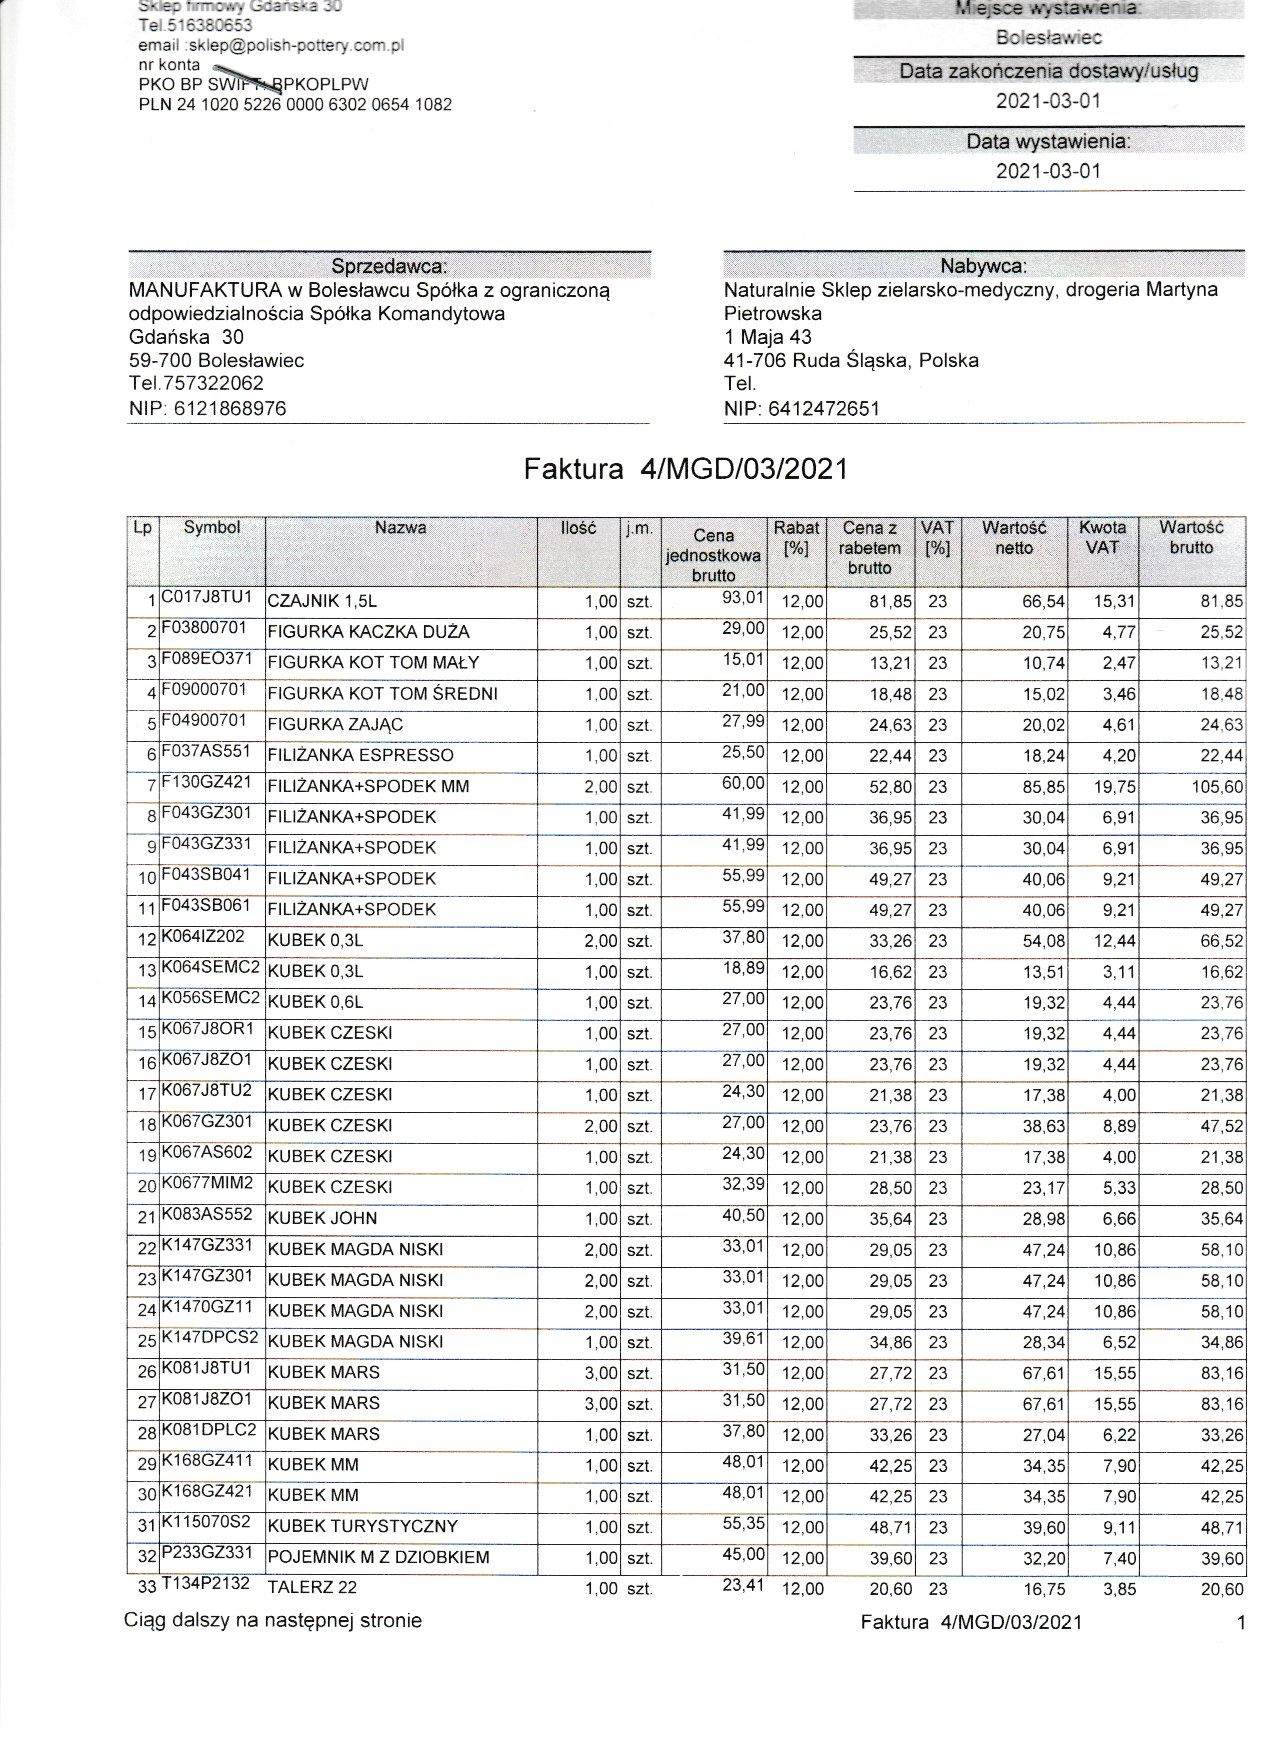 Sklep firmowy Gdańska 30
Tel.516380653
email :sklep@polish-pottery.com.pl
nr konta
PKO BP SWIFT: BPKOPLPW
PLN 24 1020 5226 0000 6302 0654 1082
Miejsce wystawienia:
Bolesławiec
Data zakończenia dostawy/usług
2021-03-01
Data wystawienia:
2021-03-01
Sprzedawca:
MANUFAKTURA w Bolesławcu Spółka z ograniczoną
odpowiedzialnościa Spółka Komandytowa
Gdańska 30
59-700 Bolesławiec
Tel.757322062
NIP: 6121868976
Nabywca:
Naturalnie Sklep zielarsko-medyczny, drogeria Martyna
Pietrowska
1 Maja 43
41-706 Ruda Śląska, Polska
Tel.
NIP: 6412472651
Faktura 4/MGD/03/2021
Lp Symbol Nazwa Ilość j.m. Cena jednostkowa brutto Rabat [%] Cena z rabetem brutto VAT [%] Wartość netto Kwota VAT Wartość brutto
1 C017J8TU1 CZAJNIK 1,5L 1,00 szt. 93,01 12,00 81,85 23 66,54 15,31 81,85
2 F03800701 FIGURKA KACZKA DUŻA 1,00 szt. 29,00 12,00 25,52 23 20,75 4,77 25,52
3 F089EO371 FIGURKA KOT TOM MAŁY 1,00 szt. 15,01 12,00 13,21 23 10,74 2,47 13,21
4 F09000701 FIGURKA KOT TOM ŚREDNI 1,00 szt. 21,00 12,00 18,48 23 15,02 3,46 18,48
5 F04900701 FIGURKA ZAJĄC 1,00 szt. 27,99 12,00 24,63 23 20,02 4,61 24,63
6 F037AS551 FILIŻANKA ESPRESSO 1,00 szt. 25,50 12,00 22,44 23 18,24 4,20 22,44
7 F130GZ421 FILIŻANKA+SPODEK MM 2,00 szt. 60,00 12,00 52,80 23 85,85 19,75 105,60
8 F043GZ301 FILIŻANKA+SPODEK 1,00 szt. 41,99 12,00 36,95 23 30,04 6,91 36,95
9 F043GZ331 FILIŻANKA+SPODEK 1,00 szt. 41,99 12,00 36,95 23 30,04 6,91 36,95
10 F043SB041 FILIŻANKA+SPODEK 1,00 szt. 55,99 12,00 49,27 23 40,06 9,21 49,27
11 F043SB061 FILIŻANKA+SPODEK 1,00 szt. 55,99 12,00 49,27 23 40,06 9,21 49,27
12 K064IZ202 KUBEK 0,3L 2,00 szt. 37,80 12,00 33,26 23 54,08 12,44 66,52
13 K064SEMC2 KUBEK 0,3L 1,00 szt. 18,89 12,00 16,62 23 13,51 3,11 16,62
14 K056SEMC2 KUBEK 0,6L 1,00 szt. 27,00 12,00 23,76 23 19,32 4,44 23,76
15 K067J8OR1 KUBEK CZESKI 1,00 szt. 27,00 12,00 23,76 23 19,32 4,44 23,76
16 K067J8ZO1 KUBEK CZESKI 1,00 szt. 27,00 12,00 23,76 23 19,32 4,44 23,76
17 K067J8TU2 KUBEK CZESKI 1,00 szt. 24,30 12,00 21,38 23 17,38 4,00 21,38
18 K067GZ301 KUBEK CZESKI 2,00 szt. 27,00 12,00 23,76 23 38,63 8,89 47,52
19 K067AS602 KUBEK CZESKI 1,00 szt. 24,30 12,00 21,38 23 17,38 4,00 21,38
20 K0677MIM2 KUBEK CZESKI 1,00 szt. 32,39 12,00 28,50 23 23,17 5,33 28,50
21 K083AS552 KUBEK JOHN 1,00 szt. 40,50 12,00 35,64 23 28,98 6,66 35,64
22 K147GZ331 KUBEK MAGDA NISKI 2,00 szt. 33,01 12,00 29,05 23 47,24 10,86 58,10
23 K147GZ301 KUBEK MAGDA NISKI 2,00 szt. 33,01 12,00 29,05 23 47,24 10,86 58,10
24 K1470GZ11 KUBEK MAGDA NISKI 2,00 szt. 33,01 12,00 29,05 23 47,24 10,86 58,10
25 K147DPCS2 KUBEK MAGDA NISKI 1,00 szt. 39,61 12,00 34,86 23 28,34 6,52 34,86
26 K081J8TU1 KUBEK MARS 3,00 szt. 31,50 12,00 27,72 23 67,61 15,55 83,16
27 K081J8ZO1 KUBEK MARS 3,00 szt. 31,50 12,00 27,72 23 67,61 15,55 83,16
28 K081DPLC2 KUBEK MARS 1,00 szt. 37,80 12,00 33,26 23 27,04 6,22 33,26
29 K168GZ411 KUBEK MM 1,00 szt. 48,01 12,00 42,25 23 34,35 7,90 42,25
30 K168GZ421 KUBEK MM 1,00 szt. 48,01 12,00 42,25 23 34,35 7,90 42,25
31 K115070S2 KUBEK TURYSTYCZNY 1,00 szt. 55,35 12,00 48,71 23 39,60 9,11 48,71
32 P233GZ331 POJEMNIK M Z DZIOBKIEM 1,00 szt. 45,00 12,00 39,60 23 32,20 7,40 39,60
33 T134P2132 TALERZ 22 1,00 szt. 23,41 12,00 20,60 23 16,75 3,85 20,60
Ciąg dalszy na następnej stronie
Faktura 4/MGD/03/2021 1